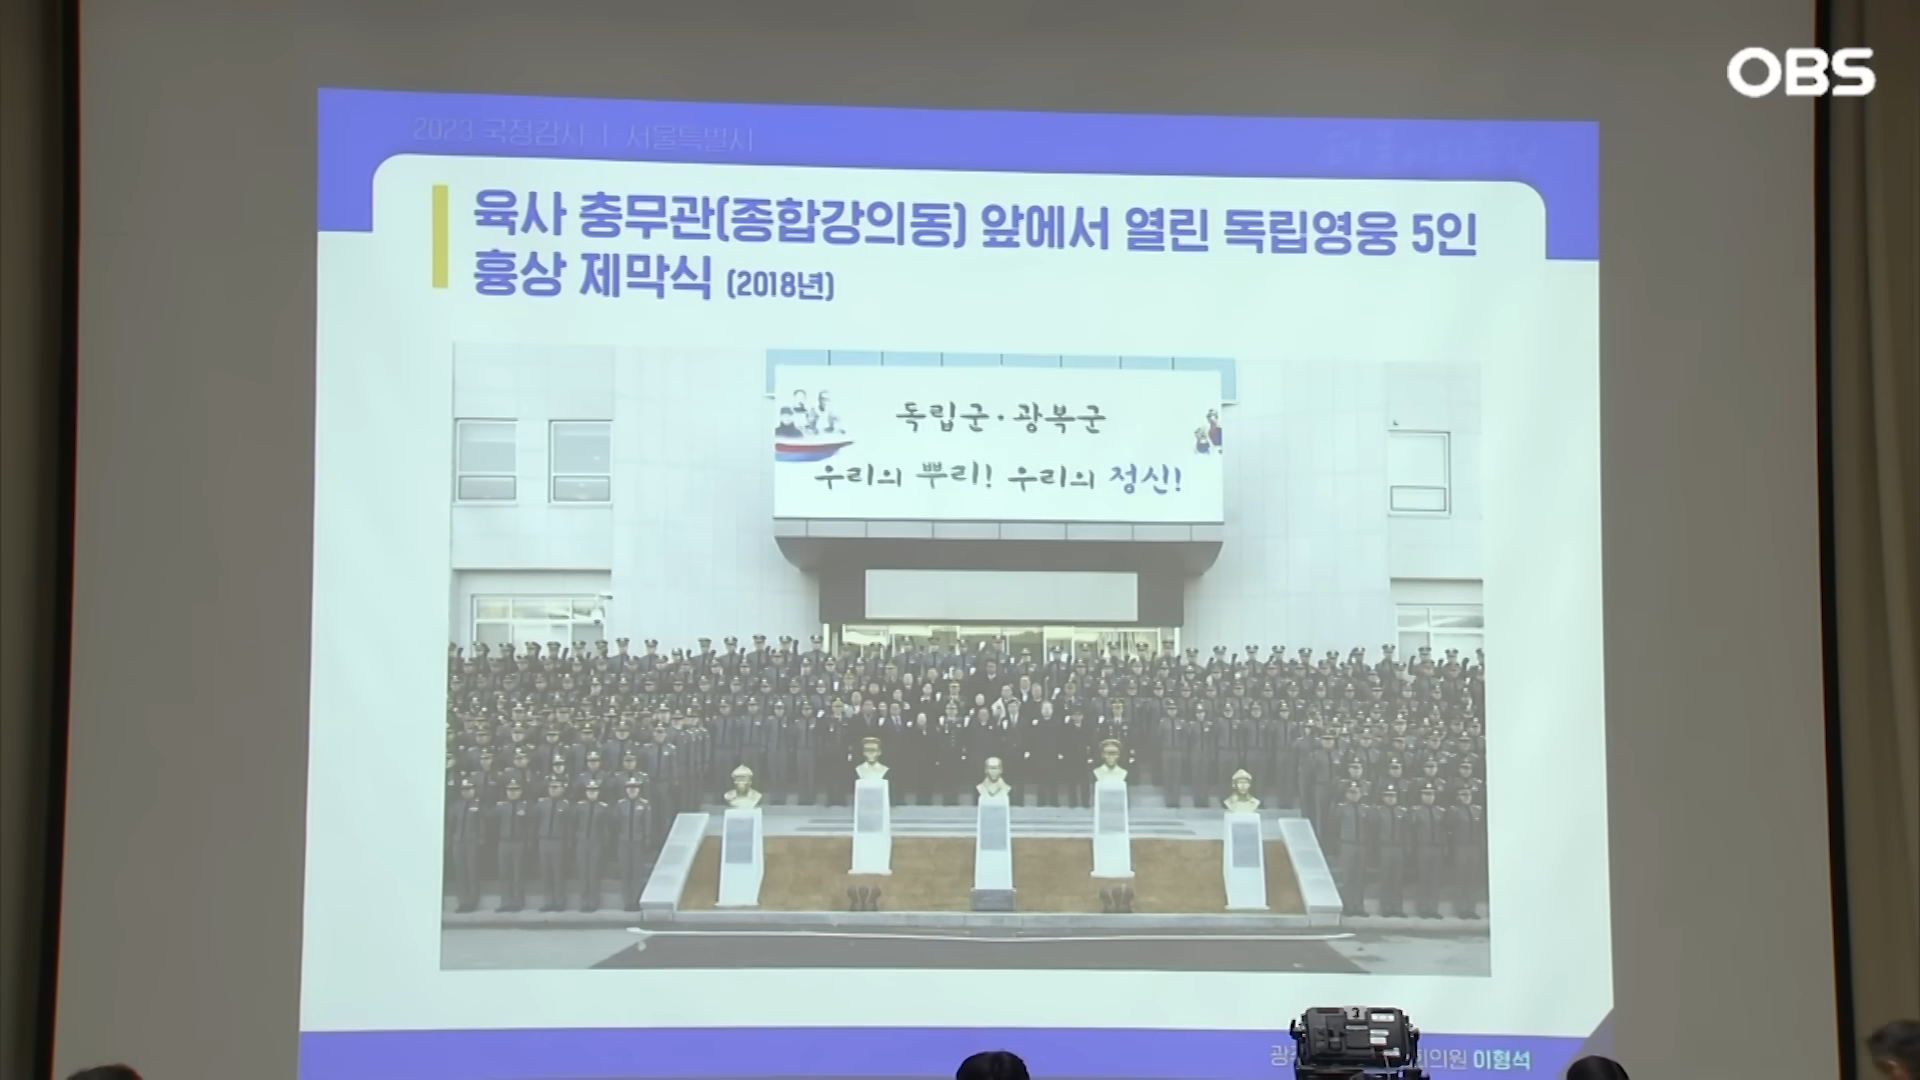 OBS
2023 국정감사 | 서울특별시
육사 충무관(종합강의동) 앞에서 열린 독립영웅 5인
흉상 제막식 (2018년)
독립군·광복군
우리의 뿌리! 우리의 정신!
3
이형석